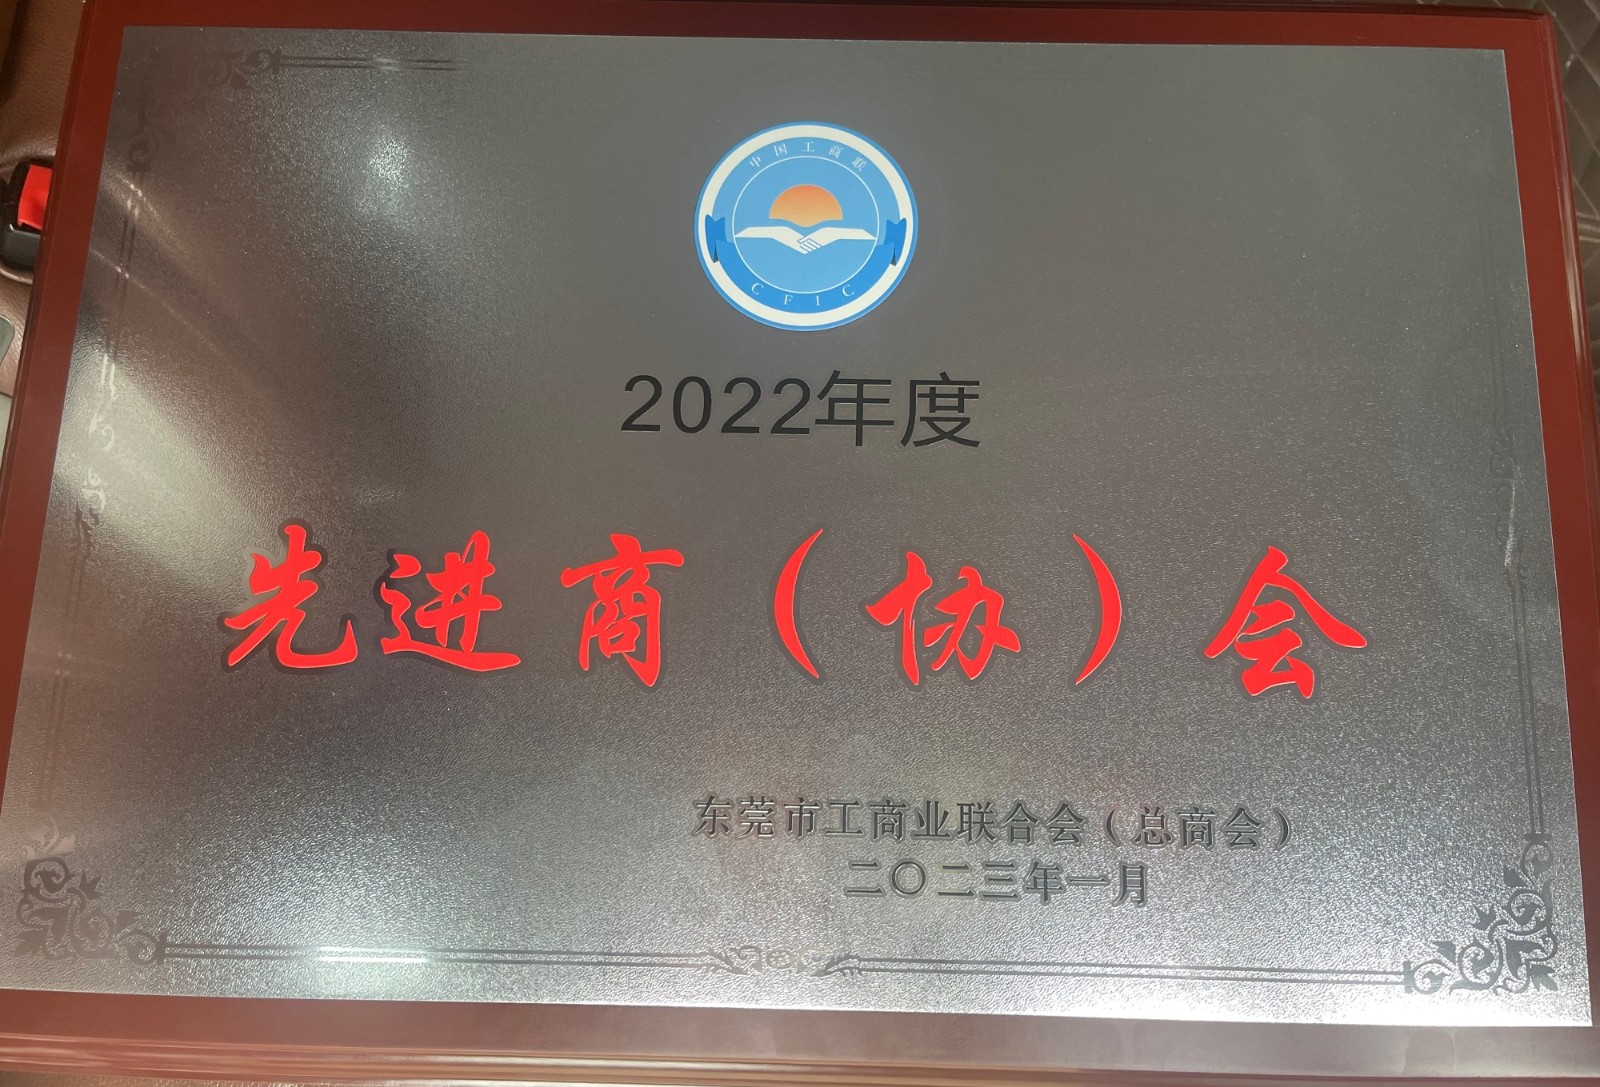 中国工商联
CFIC
2022年度
先进商（协）会
东莞市工商业联合会（总商会）
二〇二三年一月